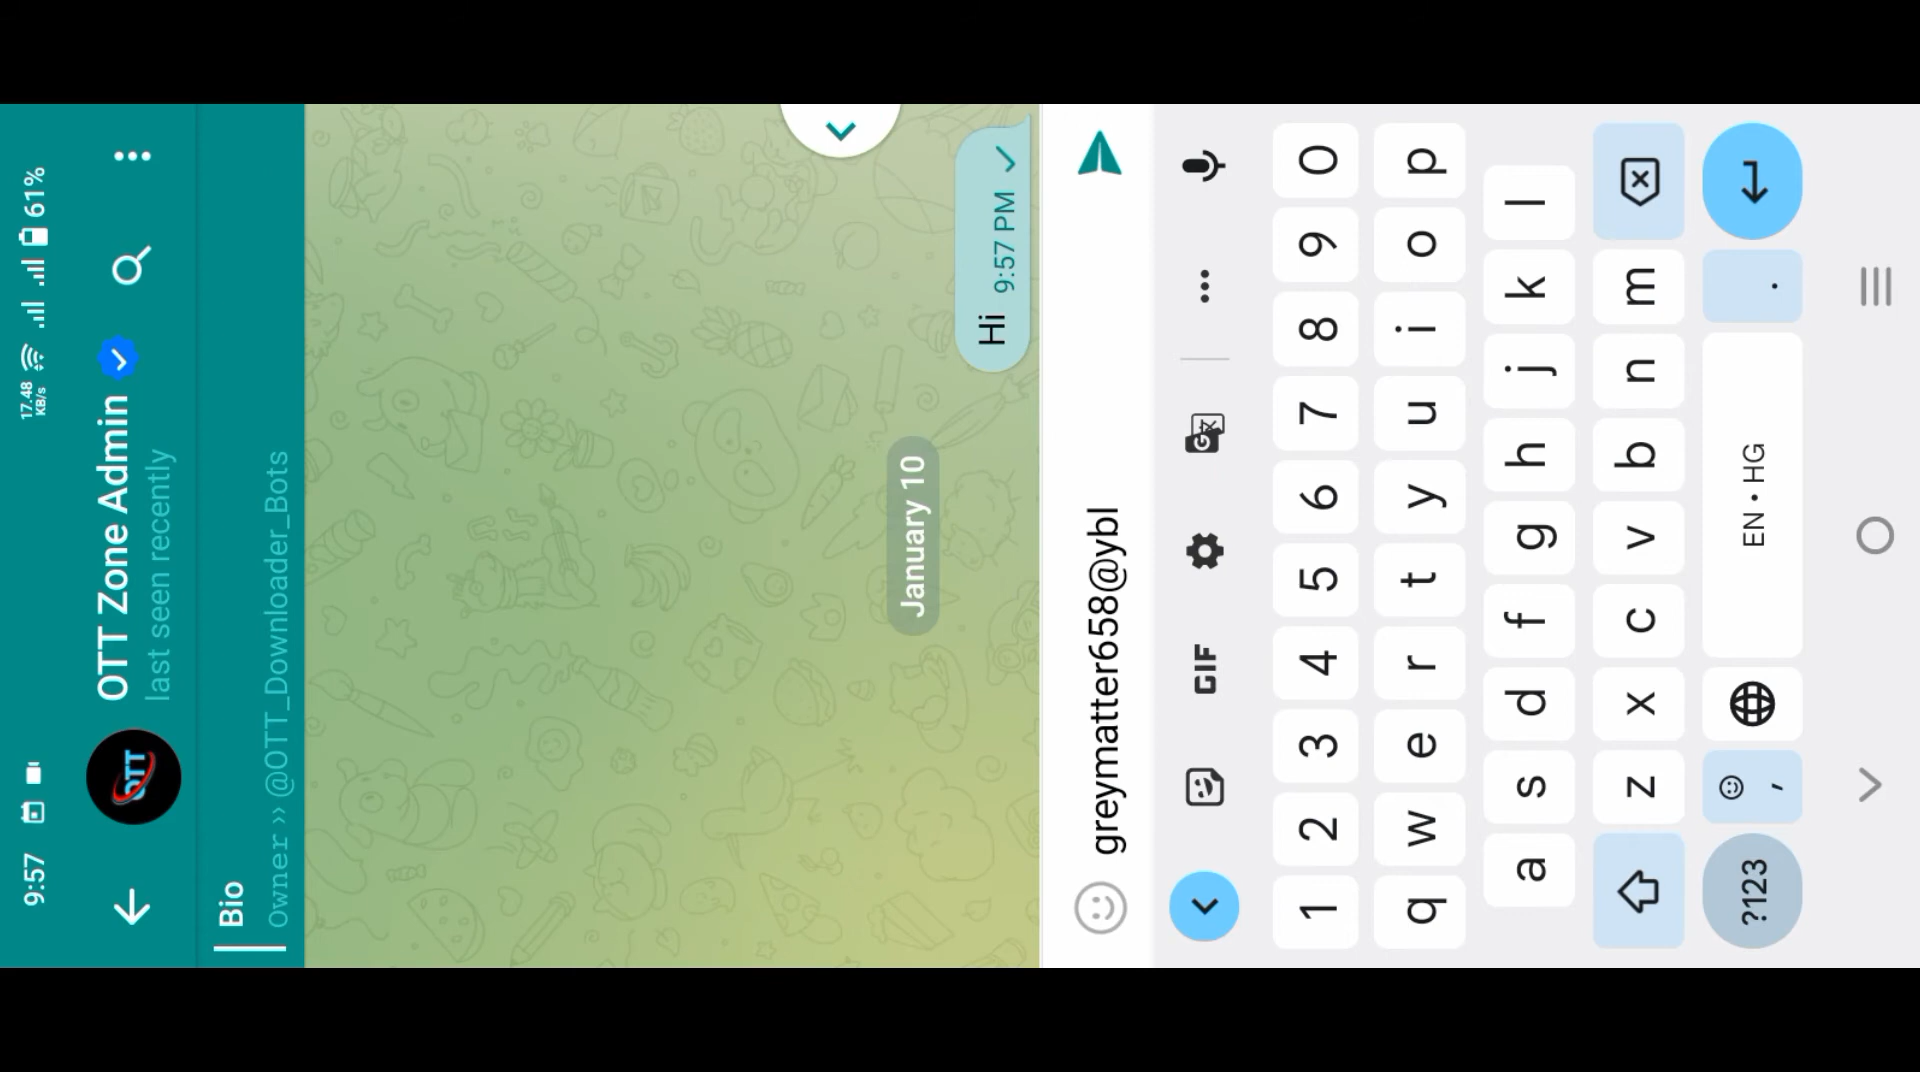 9:57
17.48
KB/s
61%
OTT
OTT Zone Admin
last seen recently
Bio
Owner ›› @OTT_Downloader_Bots
January 10
Hi 9:57 PM
greymatter658@ybl
GIF
G
1 2 3 4 5 6 7 8 9 0
q w e r t y u i o p
a s d f g h j k l
z x c v b n m
?123 , EN • HG .